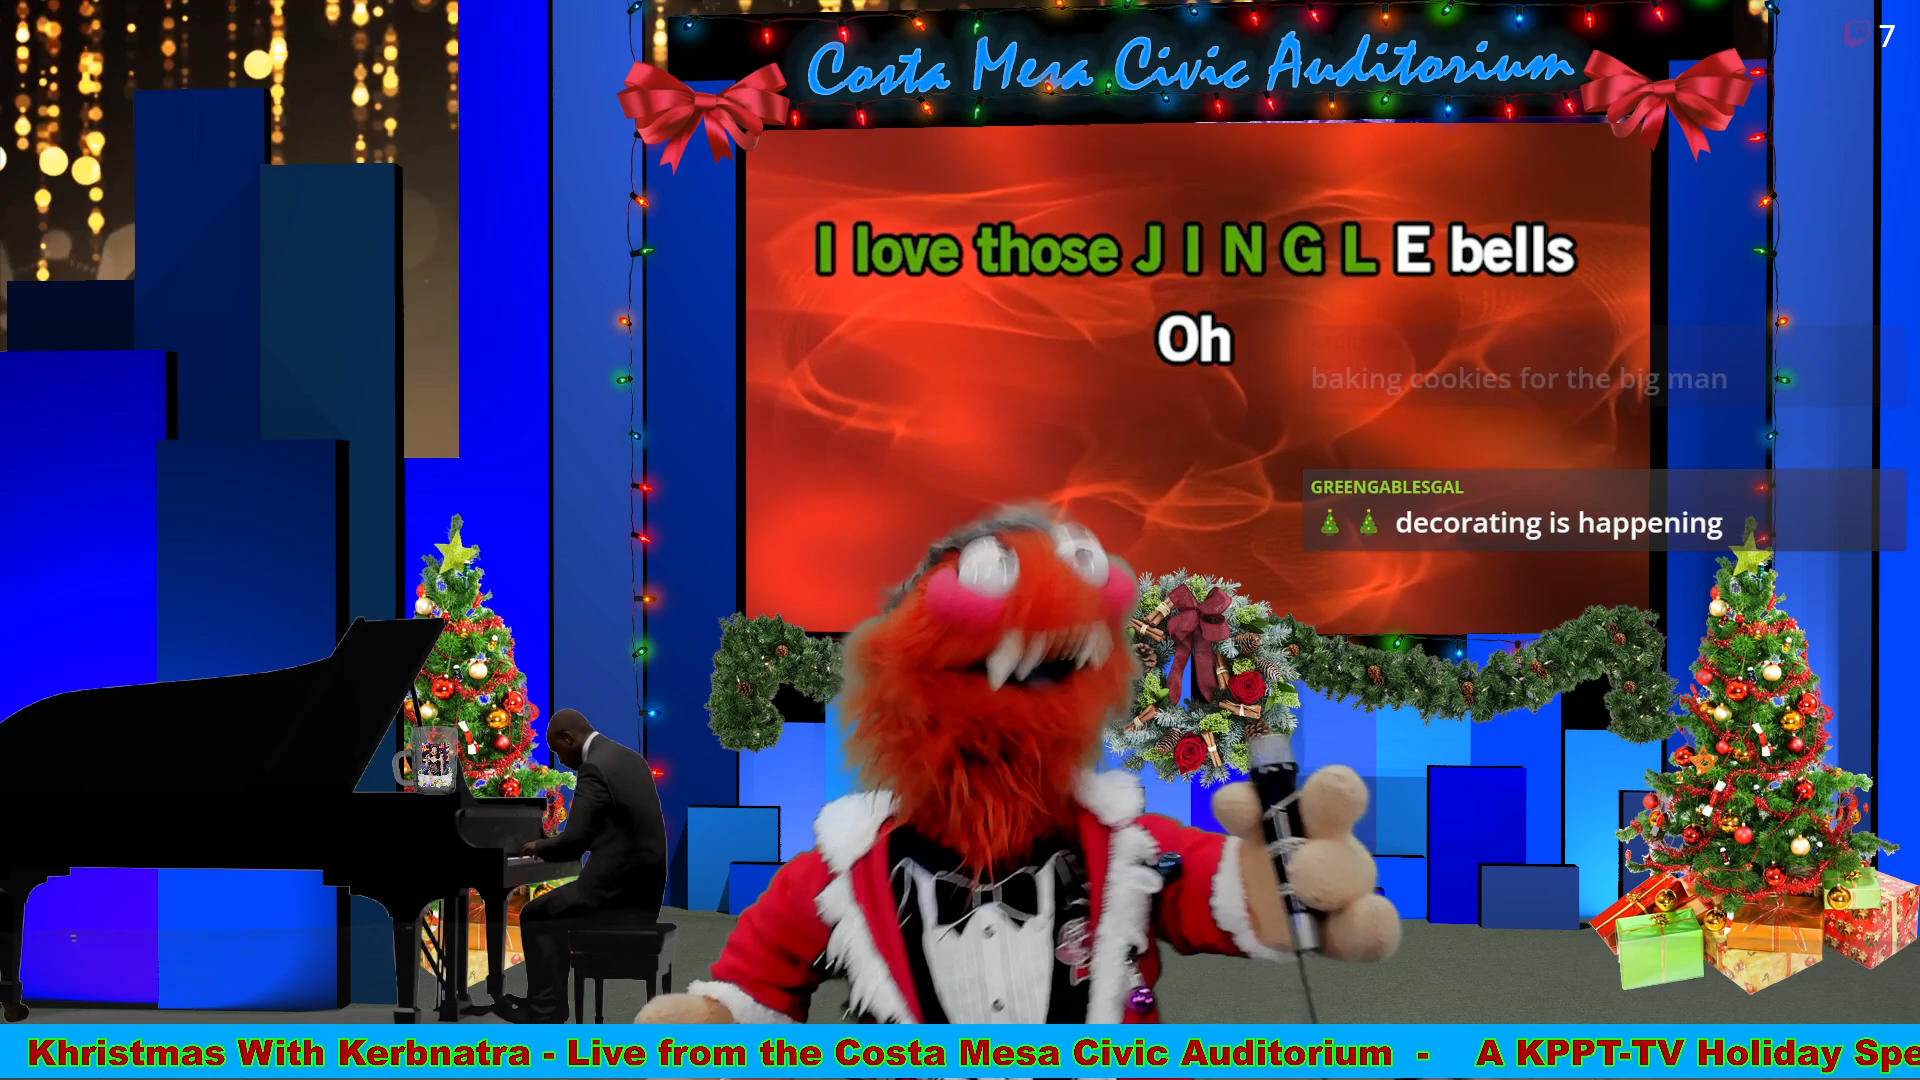 Costa Mesa Civic Auditorium
7
I love those J I N G L E bells
Oh
baking cookies for the big man
GREENGABLESGAL
decorating is happening
Khristmas With Kerbnatra - Live from the Costa Mesa Civic Auditorium - A KPPT-TV Holiday Spe